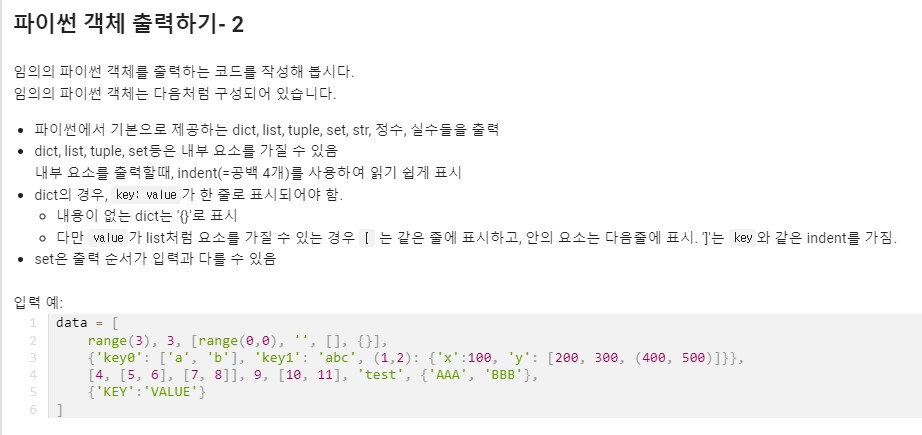 파이썬 객체 출력하기- 2
임의의 파이썬 객체를 출력하는 코드를 작성해 봅시다.
임의의 파이썬 객체는 다음처럼 구성되어 있습니다.
• 파이썬에서 기본으로 제공하는 dict, list, tuple, set, str, 정수, 실수들을 출력
• dict, list, tuple, set등은 내부 요소를 가질 수 있음
내부 요소를 출력할때, indent(=공백 4개)를 사용하여 읽기 쉽게 표시
• dict의 경우, key: value 가 한 줄로 표시되어야 함.
◦ 내용이 없는 dict는 '{}'로 표시
◦ 다만 value 가 list처럼 요소를 가질 수 있는 경우 [ 는 같은 줄에 표시하고, 안의 요소는 다음줄에 표시. ']'는 key 와 같은 indent를 가짐.
• set은 출력 순서가 입력과 다를 수 있음
입력 예:
1 data = [
2     range(3), 3, [range(0,0), '', [], {}],
3     {'key0': ['a', 'b'], 'key1': 'abc', (1,2): {'x':100, 'y': [200, 300, (400, 500)]}},
4     [4, [5, 6], [7, 8]], 9, [10, 11], 'test', {'AAA', 'BBB'},
5     {'KEY':'VALUE'}
6 ]